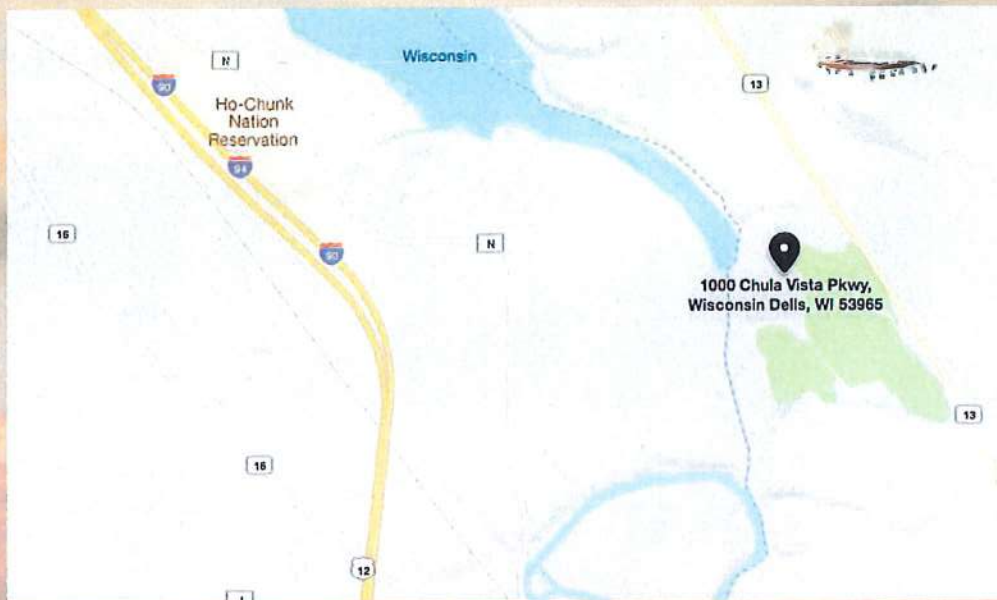 N
Wisconsin
13
90
Ho-Chunk
Nation
Reservation
94
16
N
90
1000 Chula Vista Pkwy,
Wisconsin Dells, WI 53965
13
16
12